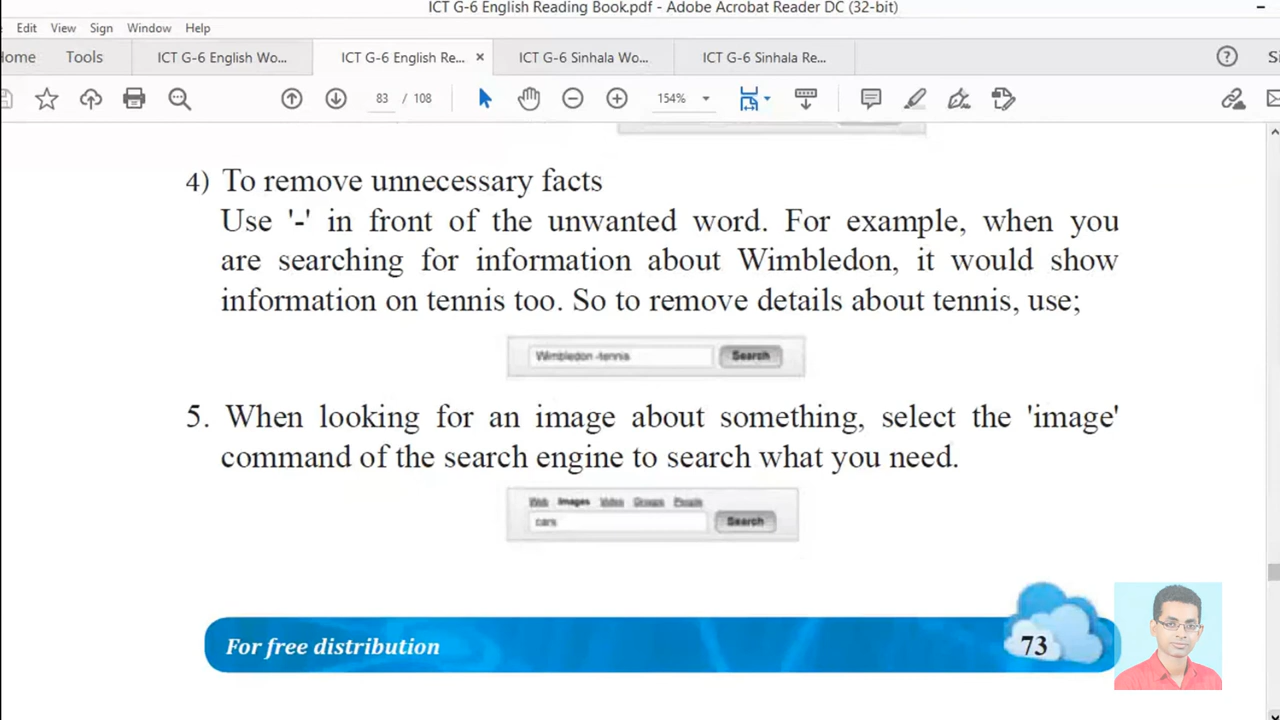 ICT G-6 English Reading Book.pdf - Adobe Acrobat Reader DC (32-bit)
Edit View Sign Window Help
Home Tools ICT G-6 English Wo... ICT G-6 English Re... × ICT G-6 Sinhala Wo... ICT G-6 Sinhala Re... ?
83 / 108 154%
4) To remove unnecessary facts
Use '-' in front of the unwanted word. For example, when you
are searching for information about Wimbledon, it would show
information on tennis too. So to remove details about tennis, use;
Wimbledon -tennis Search
5. When looking for an image about something, select the 'image'
command of the search engine to search what you need.
Web Images Video Groups People
cars Search
For free distribution 73